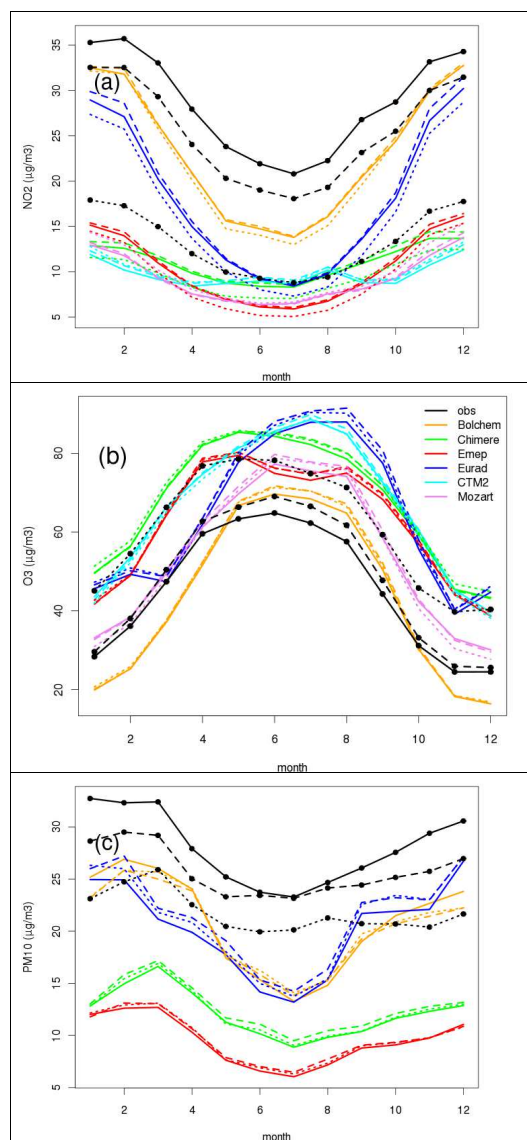 (a)
NO2 (µg/m3)
35
30
25
20
15
10
5
2 4 6 8 10 12
month
(b)
O3 (µg/m3)
80
60
40
20
obs
Bolchem
Chimere
Emep
Eurad
CTM2
Mozart
2 4 6 8 10 12
month
(c)
PM10 (µg/m3)
30
25
20
15
10
5
2 4 6 8 10 12
month